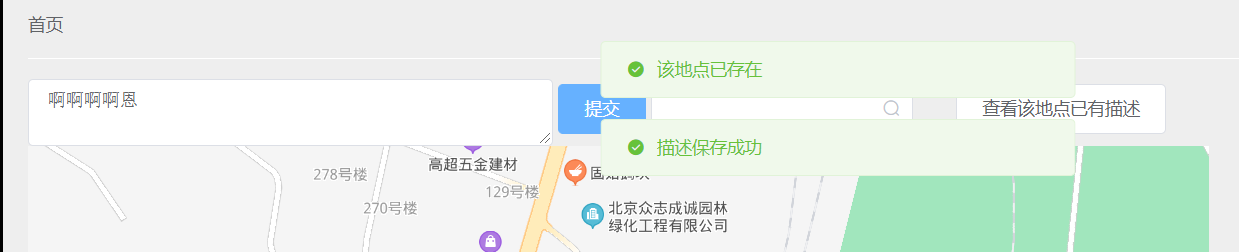 首页
该地点已存在
啊啊啊啊恩
提交
查看该地点已有描述
描述保存成功
高超五金建材
278号楼
129号楼
270号楼
北京众志成诚园林
绿化工程有限公司